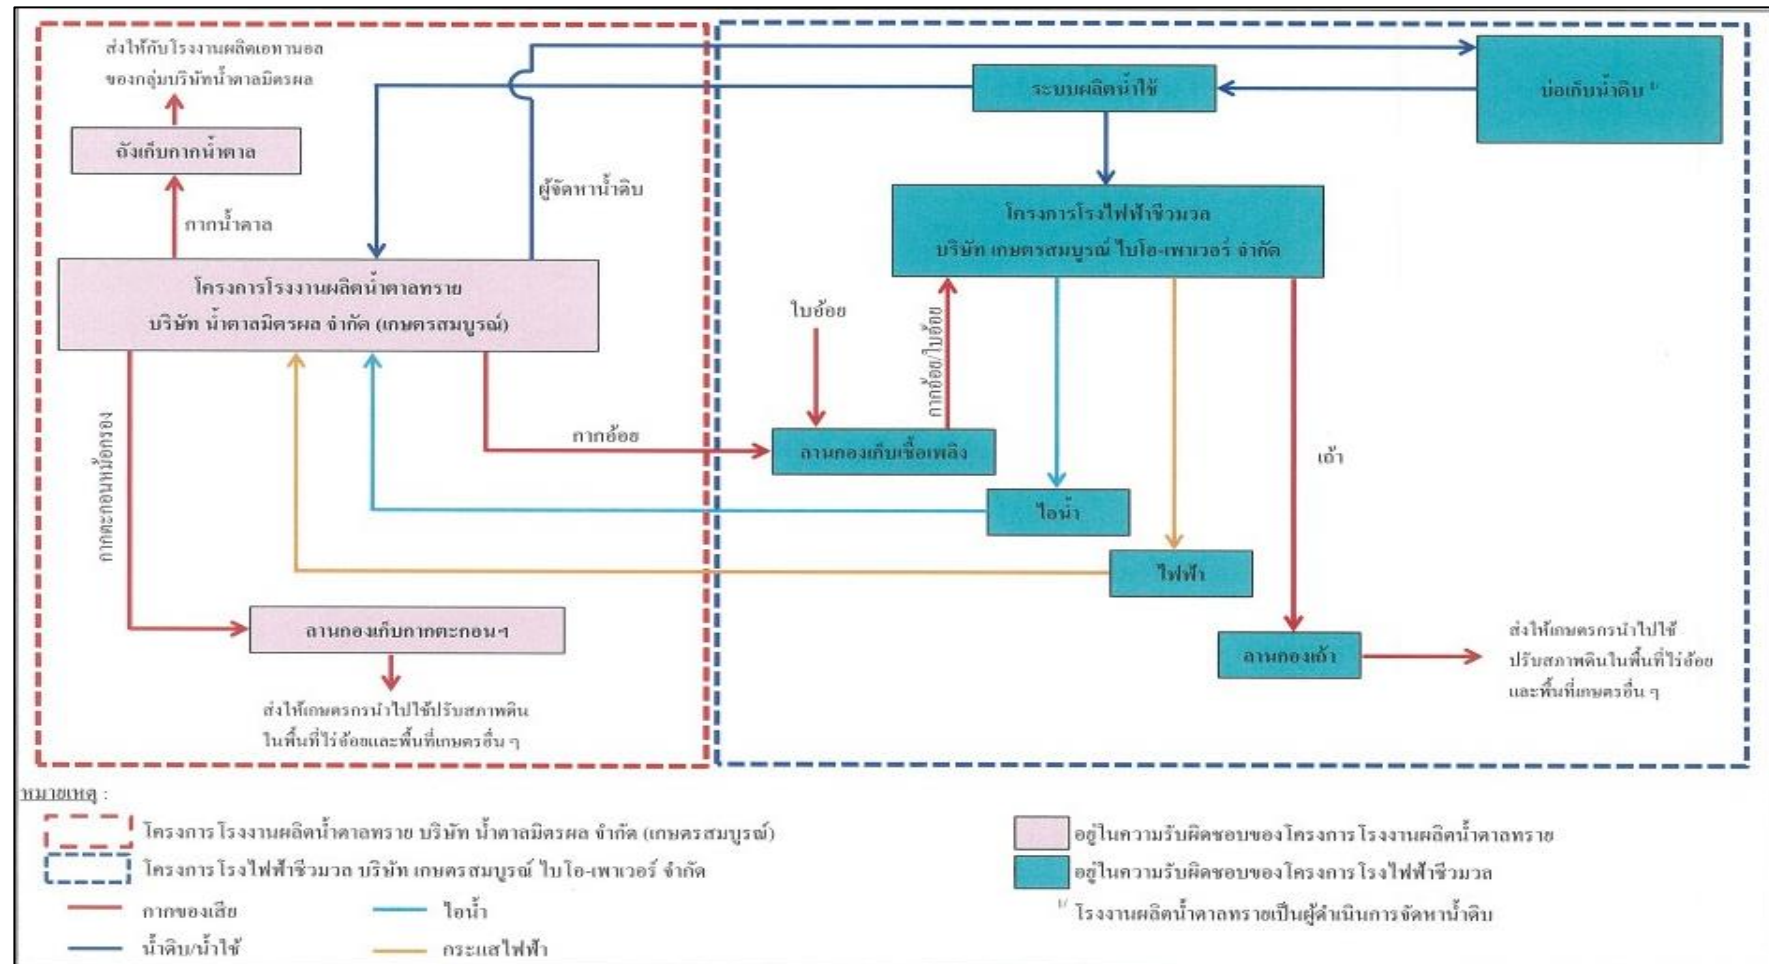 ส่งให้กับโรงงานผลิตเอทานอล
ของกลุ่มบริษัทน้ำตาลมิตรผล
ถังเก็บกากน้ำตาล
กากน้ำตาล
ผู้จัดหาน้ำดิบ
โครงการโรงงานผลิตน้ำตาลทราย
บริษัท น้ำตาลมิตรผล จำกัด (เกษตรสมบูรณ์)
กากตะกอนหม้อกรอง
กากอ้อย
ลานกองเก็บกากตะกอนฯ
ส่งให้เกษตรกรนำไปใช้ปรับสภาพดิน
ในพื้นที่ไร่อ้อยและพื้นที่เกษตรอื่น ๆ
ระบบผลิตน้ำใช้
บ่อเก็บน้ำดิบ 1/
โครงการโรงไฟฟ้าชีวมวล
บริษัท เกษตรสมบูรณ์ ไบโอ-เพาเวอร์ จำกัด
ใบอ้อย
กากอ้อย/ใบอ้อย
ลานกองเก็บเชื้อเพลิง
ไอน้ำ
ไฟฟ้า
เถ้า
ลานกองเถ้า
ส่งให้เกษตรกรนำไปใช้
ปรับสภาพดินในพื้นที่ไร่อ้อย
และพื้นที่เกษตรอื่น ๆ
หมายเหตุ :
โครงการโรงงานผลิตน้ำตาลทราย บริษัท น้ำตาลมิตรผล จำกัด (เกษตรสมบูรณ์)
โครงการโรงไฟฟ้าชีวมวล บริษัท เกษตรสมบูรณ์ ไบโอ-เพาเวอร์ จำกัด
กากของเสีย
ไอน้ำ
น้ำดิบ/น้ำใช้
กระแสไฟฟ้า
อยู่ในความรับผิดชอบของโครงการโรงงานผลิตน้ำตาลทราย
อยู่ในความรับผิดชอบของโครงการโรงไฟฟ้าชีวมวล
1/ โรงงานผลิตน้ำตาลทรายเป็นผู้ดำเนินการจัดหาน้ำดิบ